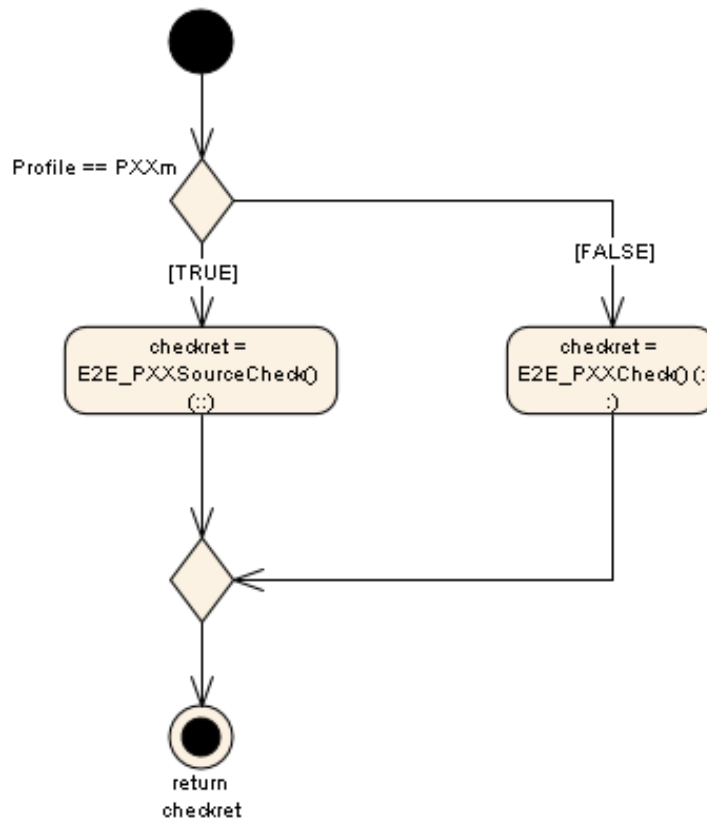 Profile == PXXm
[TRUE]
[FALSE]
checkret =
E2E_PXXSourceCheck()
(::)
checkret =
E2E_PXXCheck() (:
:)
return
checkret